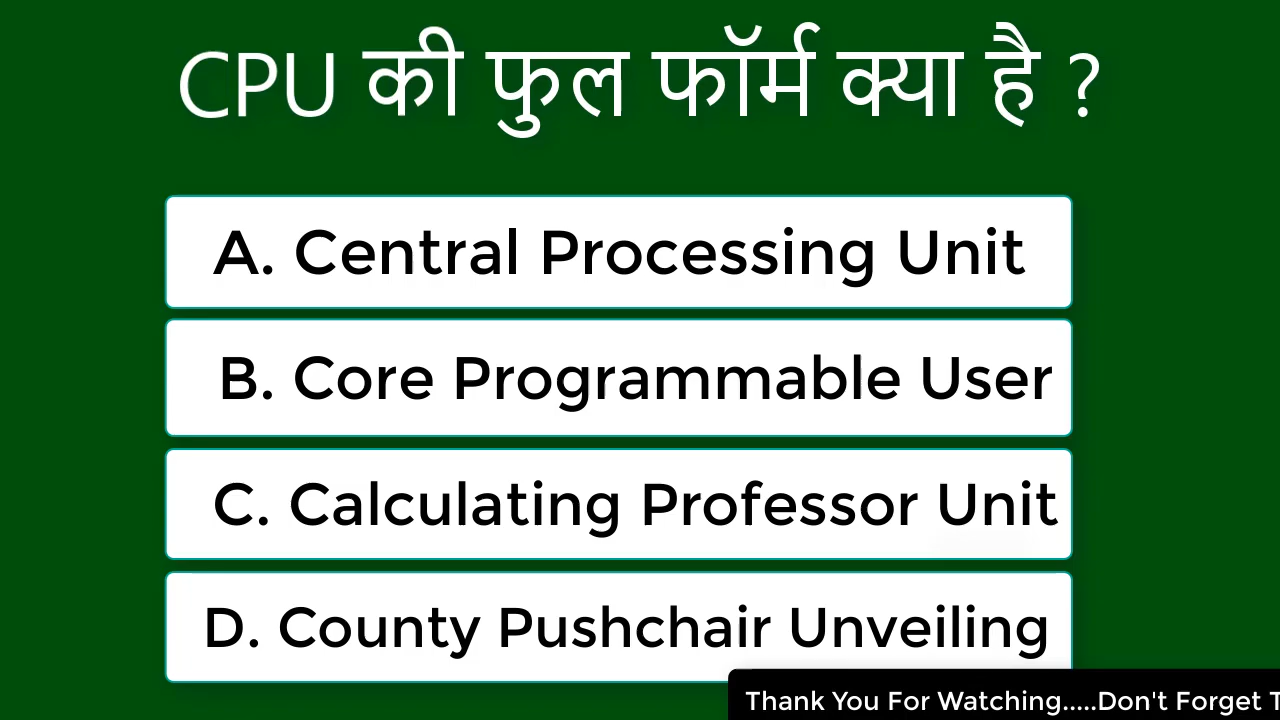 CPU की फुल फॉर्म क्या है ?
A. Central Processing Unit
B. Core Programmable User
C. Calculating Professor Unit
D. County Pushchair Unveiling
Thank You For Watching.....Don't Forget T